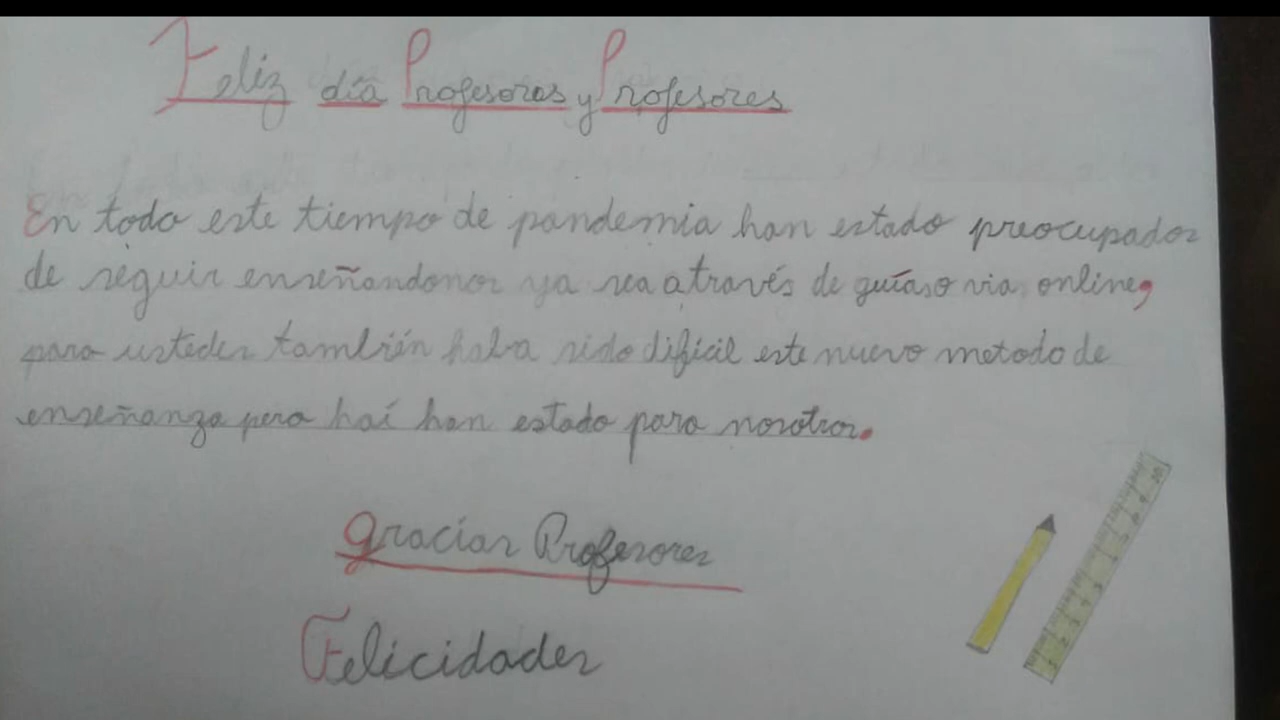 Feliz día Profesoras y Profesores
En todo este tiempo de pandemia han estado preocupados
de seguir enseñandonos ya sea através de guías o via online,
para ustedes también haba sido dificil este nuevo metodo de
enseñanza pero haí han estado para nosotros.
gracias Profesores
Felicidades